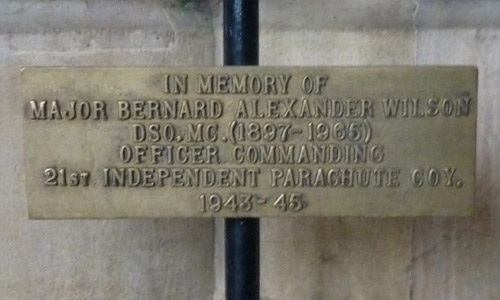 IN MEMORY OF
MAJOR BERNARD ALEXANDER WILSON
DSO.MC.(1897-1965)
OFFICER COMMANDING
21ST INDEPENDENT PARACHUTE COY.
1943-45